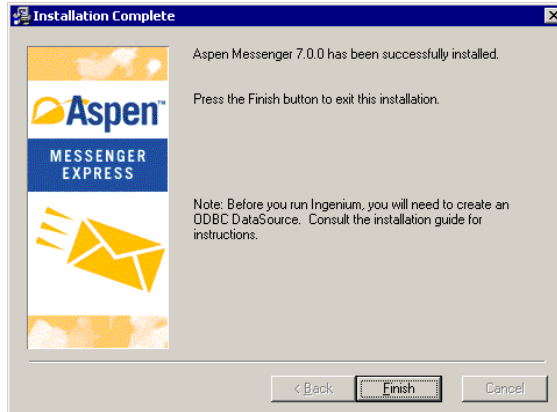 Installation Complete
Aspen Messenger 7.0.0 has been successfully installed.
Press the Finish button to exit this installation.
Aspen™
MESSENGER
EXPRESS
Note: Before you run Ingenium, you will need to create an
ODBC DataSource. Consult the installation guide for
instructions.
< Back
Finish
Cancel